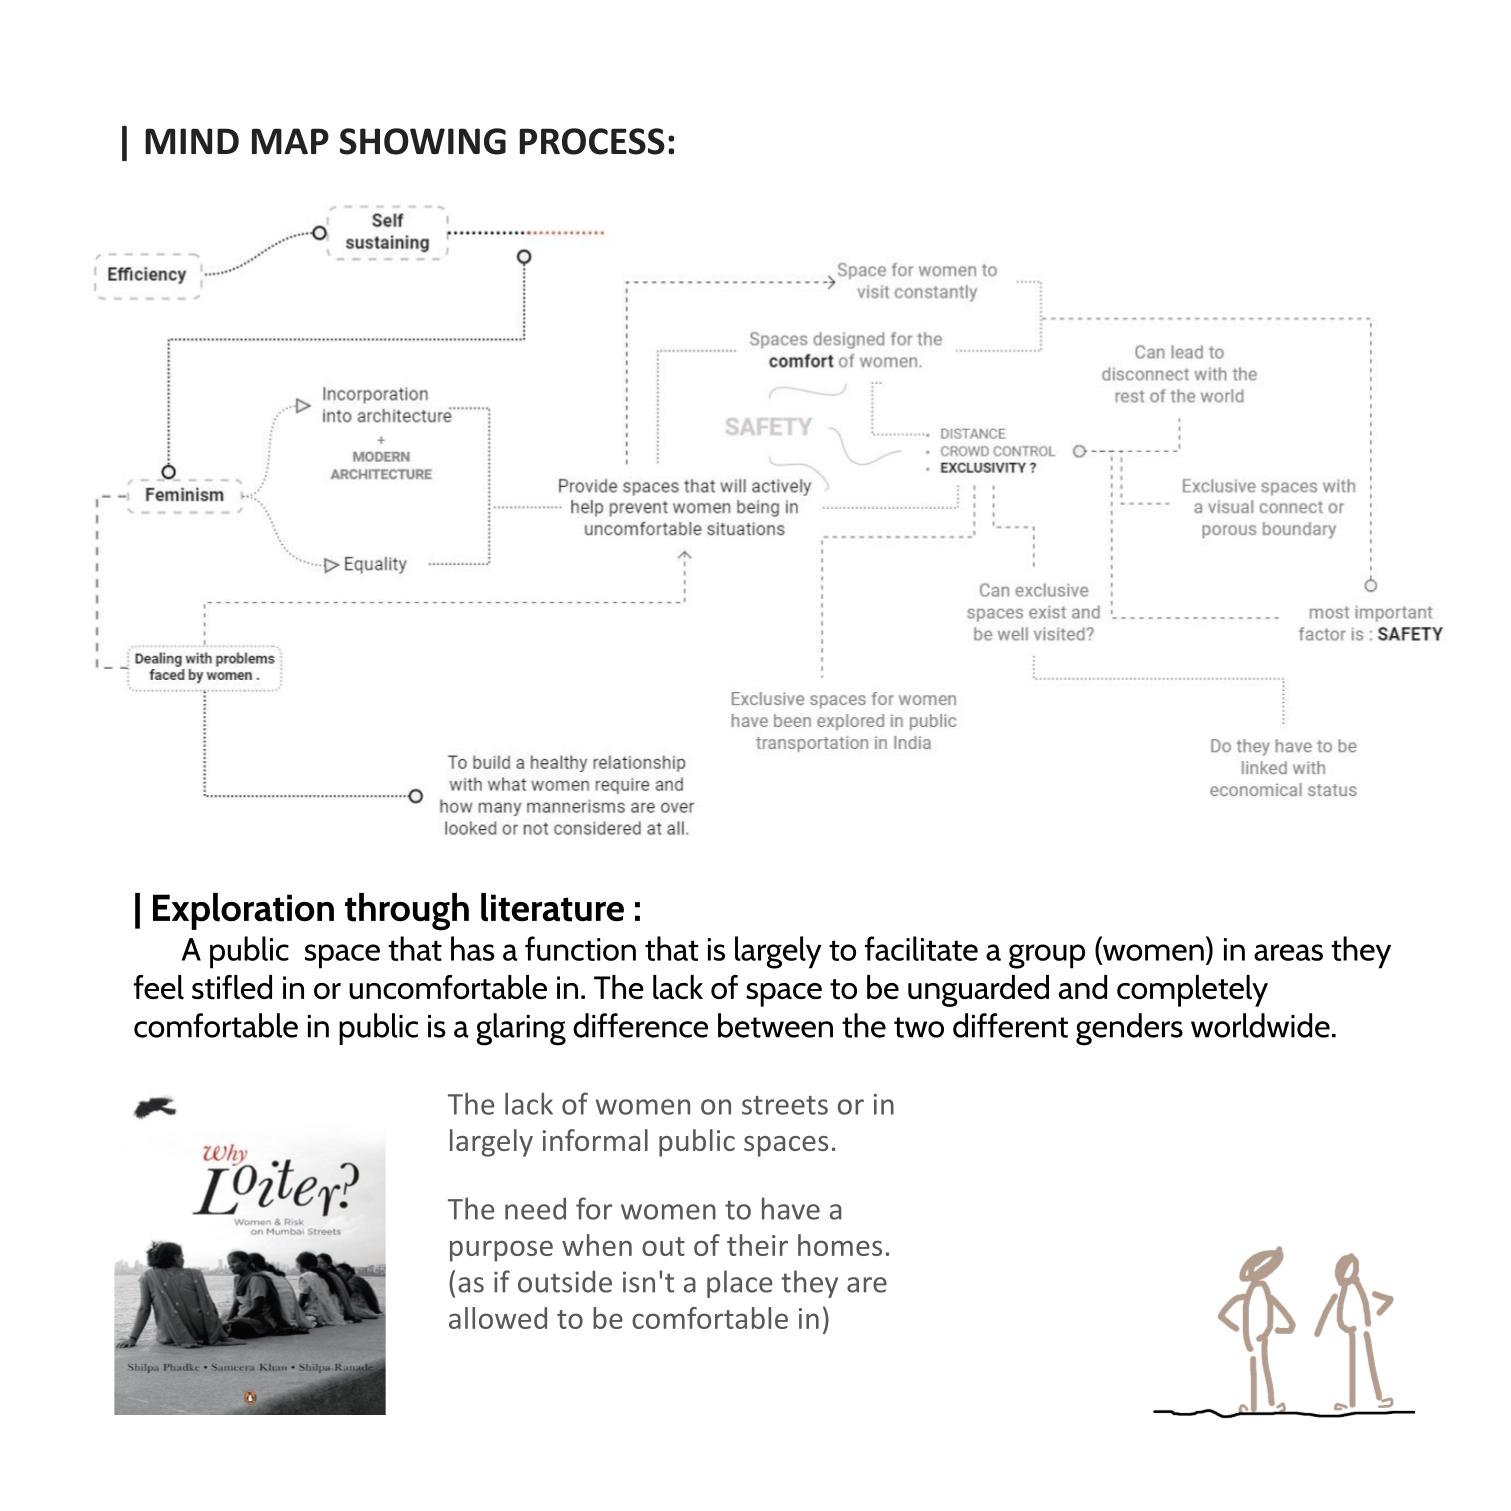 | MIND MAP SHOWING PROCESS:
Self
sustaining
Efficiency
Space for women to
visit constantly
Spaces designed for the
comfort of women.
Can lead to
disconnect with the
rest of the world
Incorporation
into architecture
+
MODERN
ARCHITECTURE
SAFETY
DISTANCE
CROWD CONTROL
EXCLUSIVITY ?
Feminism
Provide spaces that will actively
help prevent women being in
uncomfortable situations
Exclusive spaces with
a visual connect or
porous boundary
Equality
Can exclusive
spaces exist and
be well visited?
most important
factor is : SAFETY
Dealing with problems
faced by women .
Exclusive spaces for women
have been explored in public
transportation in India
Do they have to be
linked with
economical status
To build a healthy relationship
with what women require and
how many mannerisms are over
looked or not considered at all.
| Exploration through literature :
A public space that has a function that is largely to facilitate a group (women) in areas they
feel stifled in or uncomfortable in. The lack of space to be unguarded and completely
comfortable in public is a glaring difference between the two different genders worldwide.
Why
Loiter?
Women & Risk
on Mumbai Streets
Shilpa Phadke • Sameera Khan • Shilpa Ranade
The lack of women on streets or in
largely informal public spaces.
The need for women to have a
purpose when out of their homes.
(as if outside isn't a place they are
allowed to be comfortable in)